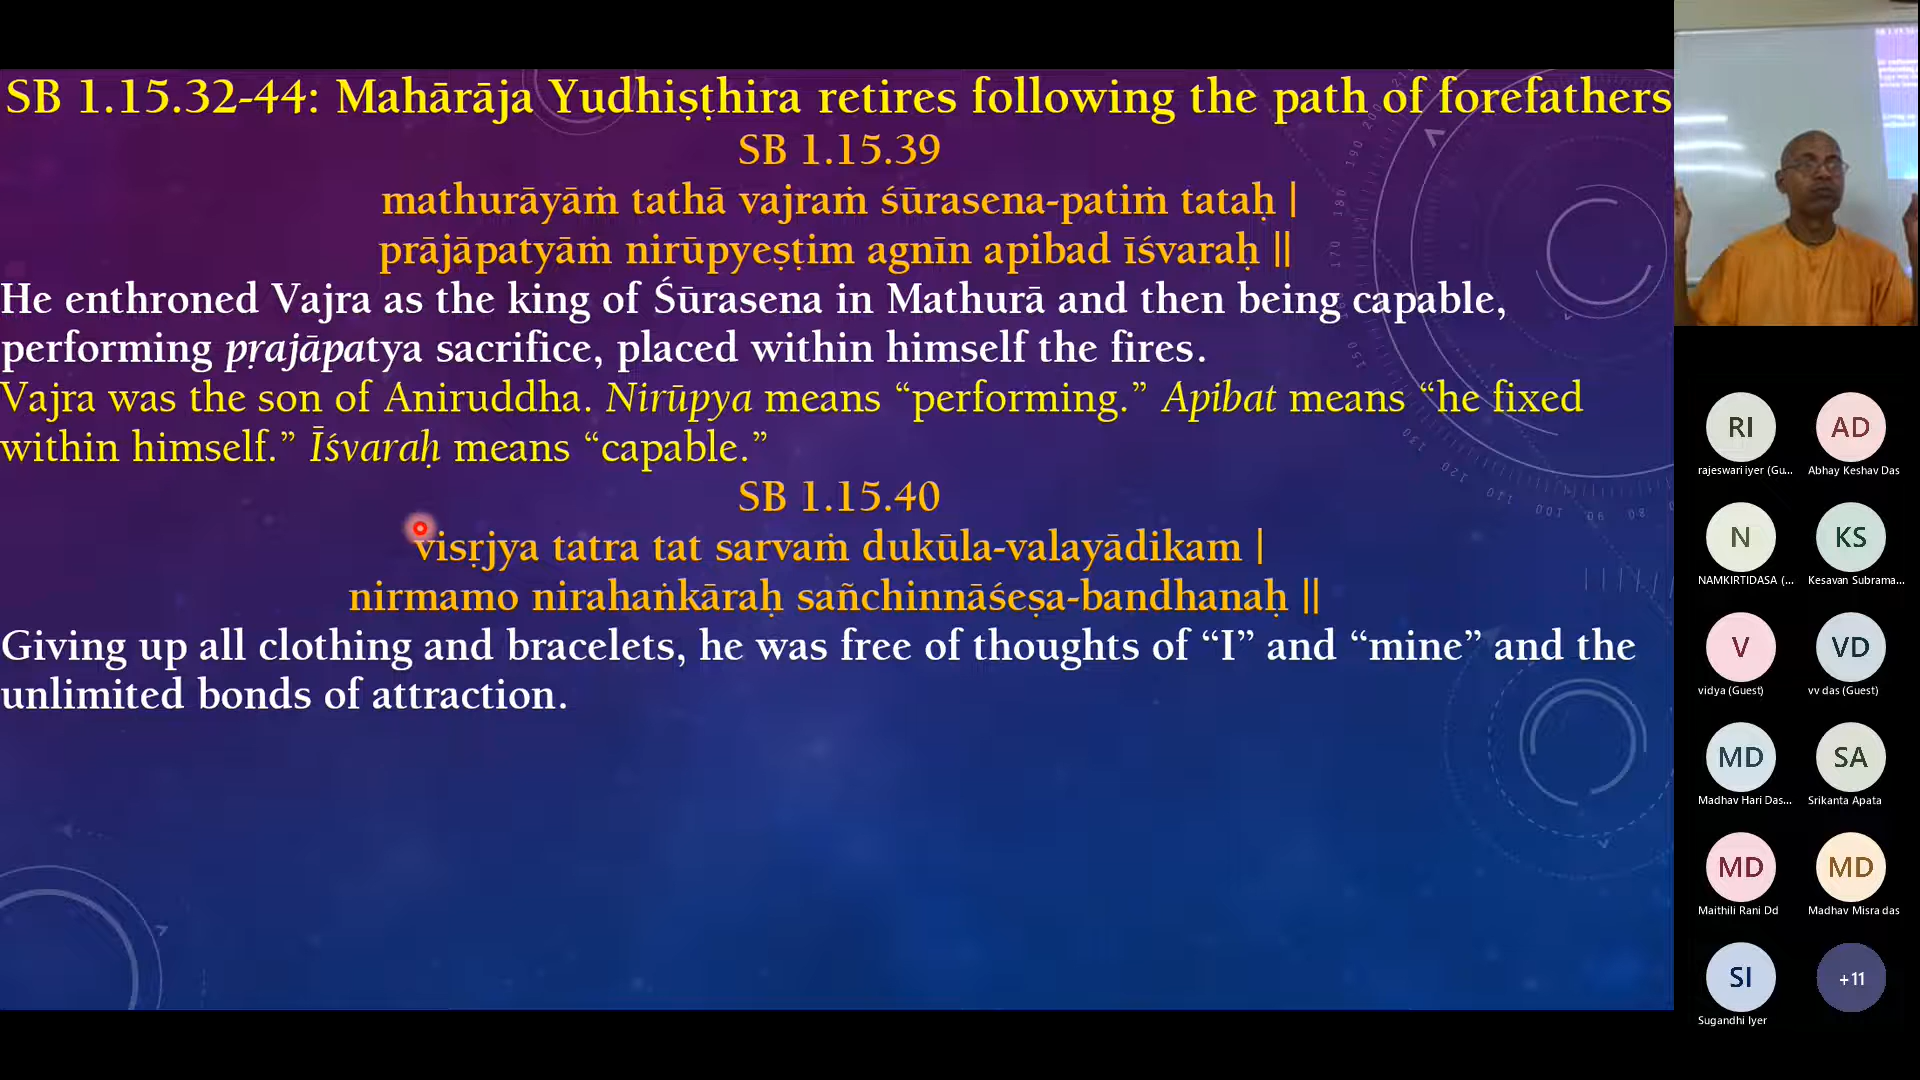 SB 1.15.32-44: Mahārāja Yudhiṣṭhira retires following the path of forefathers
SB 1.15.39
mathurāyāṁ tathā vajraṁ śūrasena-patiṁ tataḥ |
prājāpatyāṁ nirūpyeṣṭim agnīn apibad īśvaraḥ ||
He enthroned Vajra as the king of Śūrasena in Mathurā and then being capable,
performing pṛajāpatya sacrifice, placed within himself the fires.
Vajra was the son of Aniruddha. Nirūpya means “performing.” Apibat means “he fixed
within himself.” Īśvaraḥ means “capable.”
SB 1.15.40
visṛjya tatra tat sarvaṁ dukūla-valayādikam |
nirmamo nirahaṅkāraḥ sañchinnāśeṣa-bandhanaḥ ||
Giving up all clothing and bracelets, he was free of thoughts of “I” and “mine” and the
unlimited bonds of attraction.
RI
AD
rajeswari iyer (Gu...
Abhay Keshav Das
N
KS
NAMKIRTIDASA (...
Kesavan Subrama...
V
VD
vidya (Guest)
vv das (Guest)
MD
SA
Madhav Hari Das...
Srikanta Apata
MD
MD
Maithili Rani Dd
Madhav Misra das
SI
+11
Sugandhi Iyer